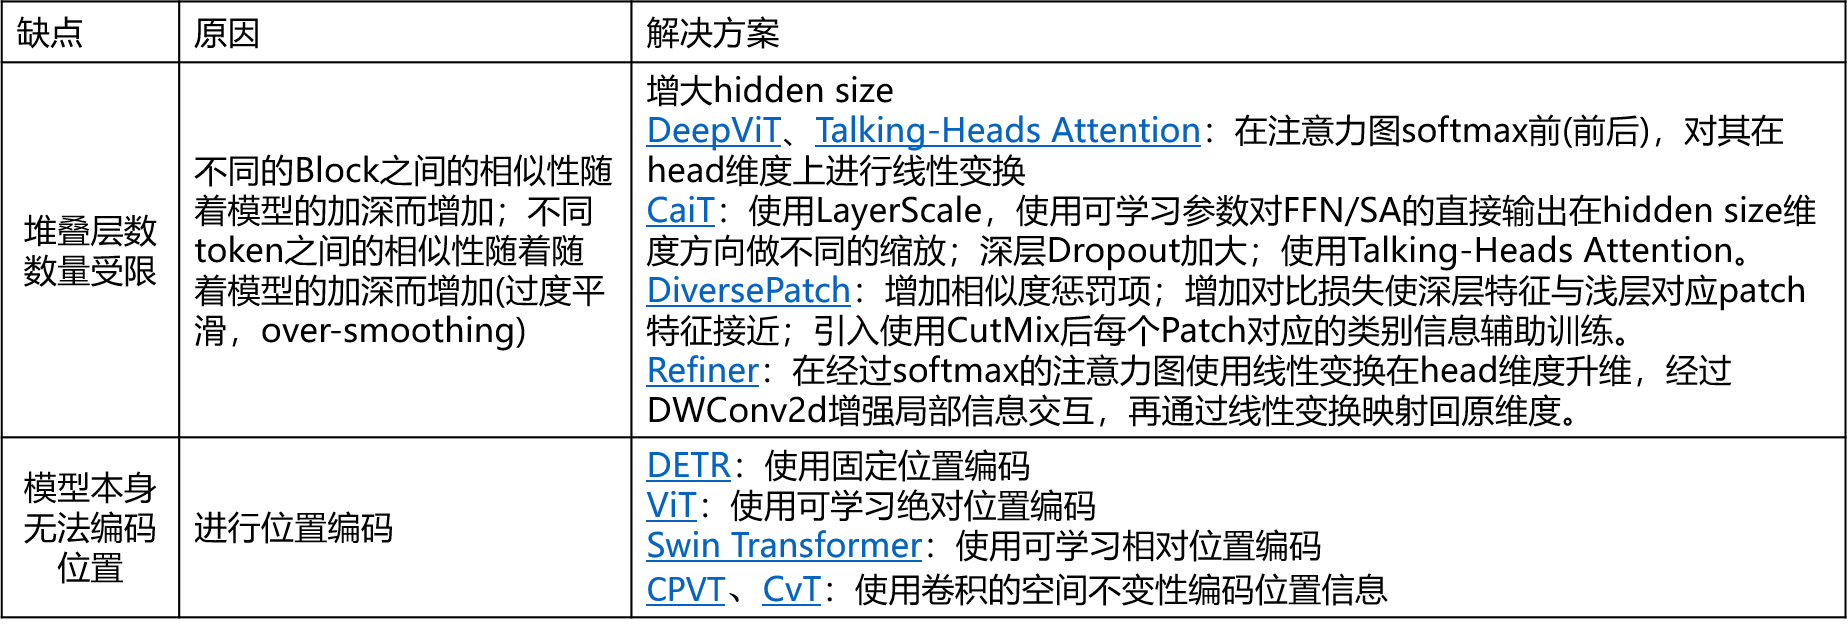 缺点
原因
解决方案
堆叠层数
数量受限
不同的Block之间的相似性随
着模型的加深而增加；不同
token之间的相似性随着随
着模型的加深而增加(过度平
滑，over-smoothing)
增大hidden size
DeepViT、Talking-Heads Attention：在注意力图softmax前(前后)，对其在
head维度上进行线性变换
CaiT：使用LayerScale，使用可学习参数对FFN/SA的直接输出在hidden size维
度方向做不同的缩放；深层Dropout加大；使用Talking-Heads Attention。
DiversePatch：增加相似度惩罚项；增加对比损失使深层特征与浅层对应patch
特征接近；引入使用CutMix后每个Patch对应的类别信息辅助训练。
Refiner：在经过softmax的注意力图使用线性变换在head维度升维，经过
DWConv2d增强局部信息交互，再通过线性变换映射回原维度。
模型本身
无法编码
位置
进行位置编码
DETR：使用固定位置编码
ViT：使用可学习绝对位置编码
Swin Transformer：使用可学习相对位置编码
CPVT、CvT：使用卷积的空间不变性编码位置信息